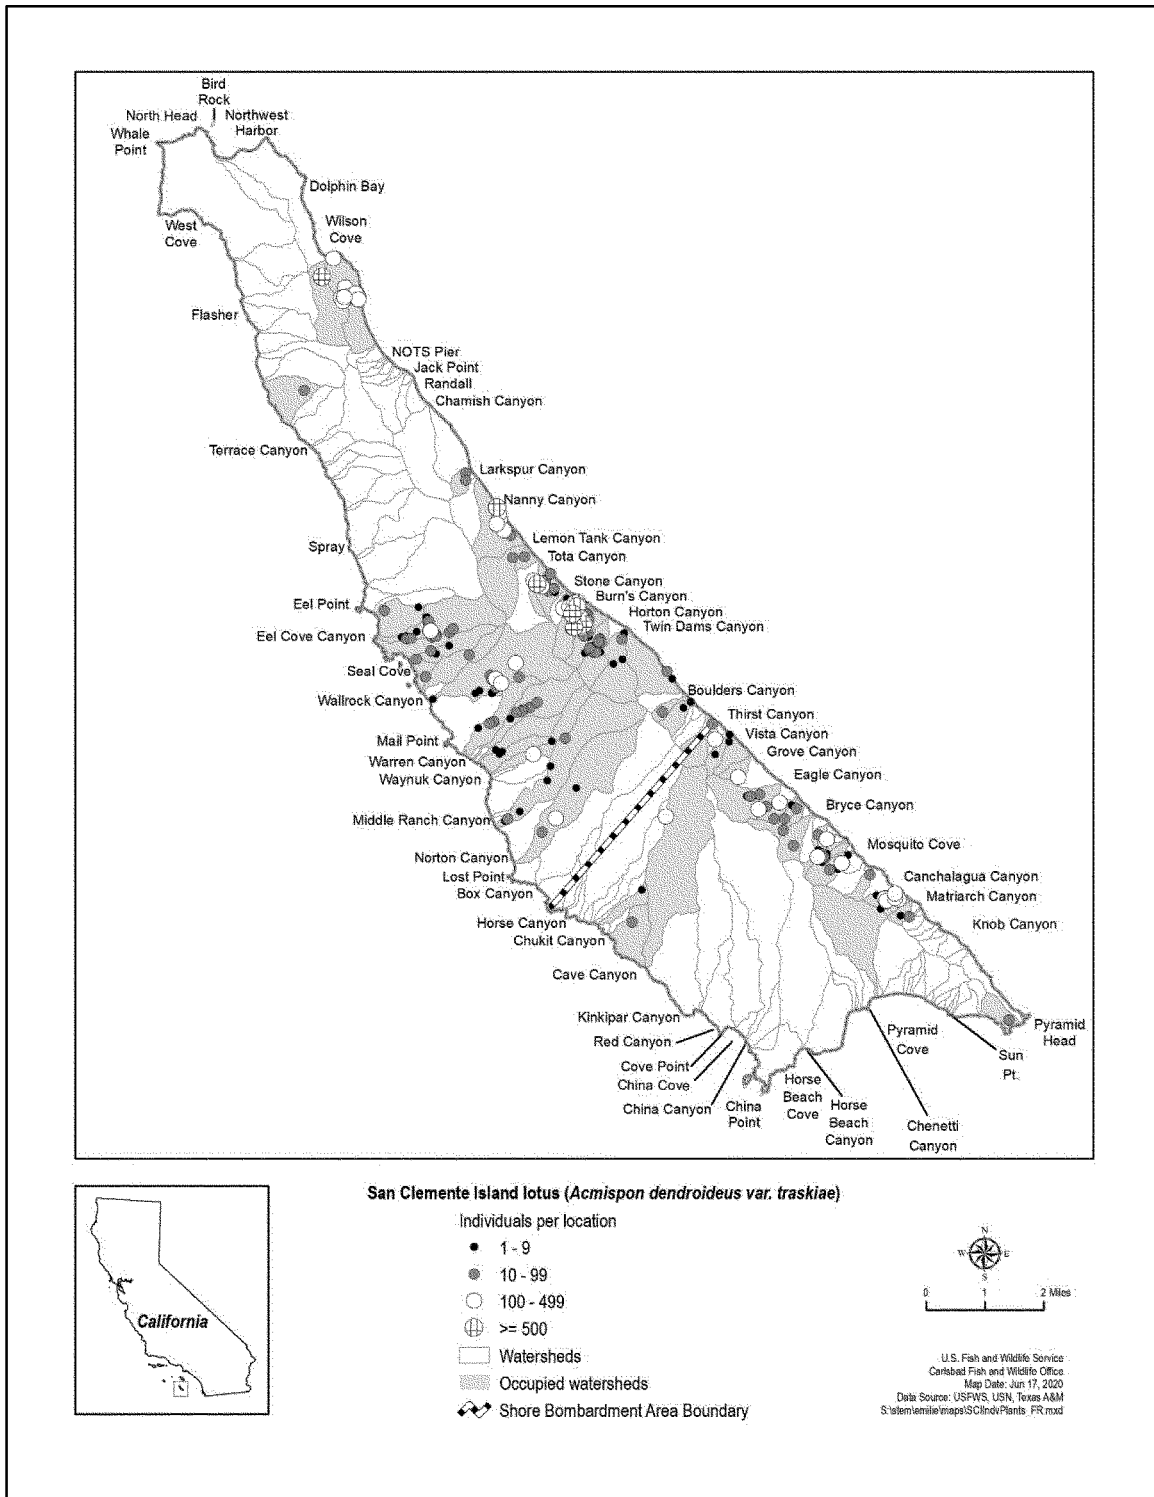 Bird
Rock
North Head
Northwest
Harbor
Whale
Point
Dolphin Bay
West
Cove
Wilson
Cove
Flasher
NOTS Pier
Jack Point
Randall
Chamish Canyon
Terrace Canyon
Larkspur Canyon
Nanny Canyon
Lemon Tank Canyon
Tota Canyon
Spray
Stone Canyon
Burn's Canyon
Eel Point
Horton Canyon
Twin Dams Canyon
Eel Cove Canyon
Seal Cove
Boulders Canyon
Wallrock Canyon
Thirst Canyon
Vista Canyon
Mail Point
Grove Canyon
Warren Canyon
Waynuk Canyon
Eagle Canyon
Bryce Canyon
Middle Ranch Canyon
Mosquito Cove
Norton Canyon
Lost Point
Canchalagua Canyon
Box Canyon
Matriarch Canyon
Horse Canyon
Knob Canyon
Chukit Canyon
Cave Canyon
Kinkipar Canyon
Red Canyon
Pyramid
Cove
Pyramid
Head
Sun
Pt.
Cove Point
China Cove
China Canyon
China
Point
Horse
Beach
Cove
Horse
Beach
Canyon
Chenetti
Canyon
San Clemente Island lotus (Acmispon dendroideus var. traskiae)
Individuals per location
1 - 9
10 - 99
100 - 499
>= 500
Watersheds
Occupied watersheds
Shore Bombardment Area Boundary
California
N
W E
S
0 1 2 Miles
U.S. Fish and Wildlife Service
Carlsbad Fish and Wildlife Office
Map Date: Jun 17, 2020
Data Source: USFWS, USN, Texas A&M